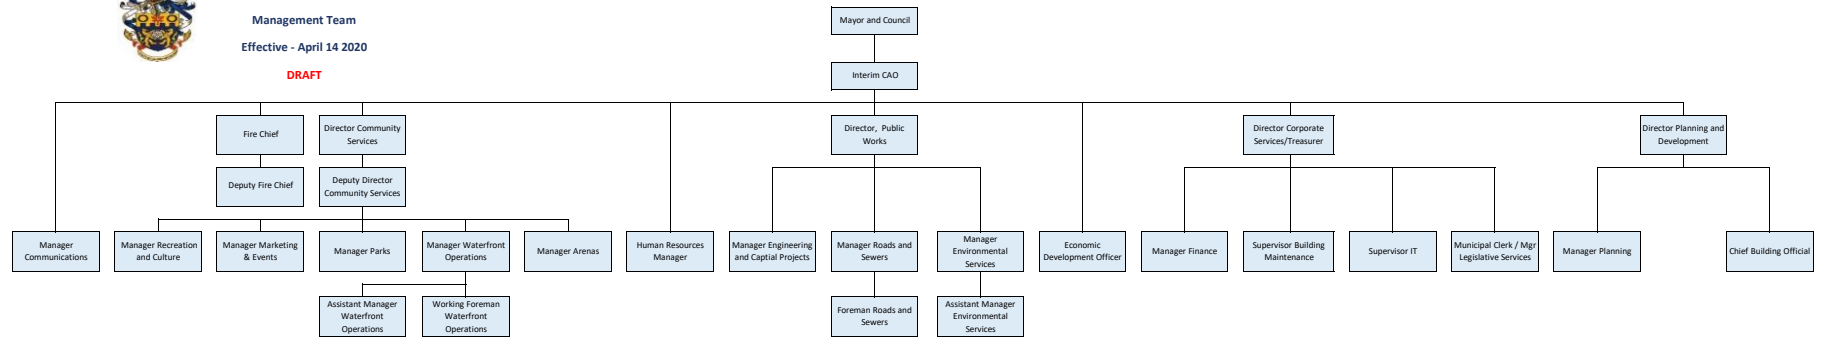 Management Team
Effective - April 14 2020
DRAFT
Mayor and Council
Interim CAO
Fire Chief
Director Community
Services
Director,  Public
Works
Director Corporate
Services/Treasurer
Director Planning and
Development
Deputy Fire Chief
Deputy Director
Community Services
Manager
Communications
Manager Recreation
and Culture
Manager Marketing
& Events
Manager Parks
Manager Waterfront
Operations
Manager Arenas
Human Resources
Manager
Manager Engineering
and Captial Projects
Manager Roads and
Sewers
Manager
Environmental
Services
Economic
Development Officer
Manager Finance
Supervisor Building
Maintenance
Supervisor IT
Municipal Clerk / Mgr
Legislative Services
Manager Planning
Chief Building Official
Assistant Manager
Waterfront
Operations
Working Foreman
Waterfront
Operations
Foreman Roads and
Sewers
Assistant Manager
Environmental
Services